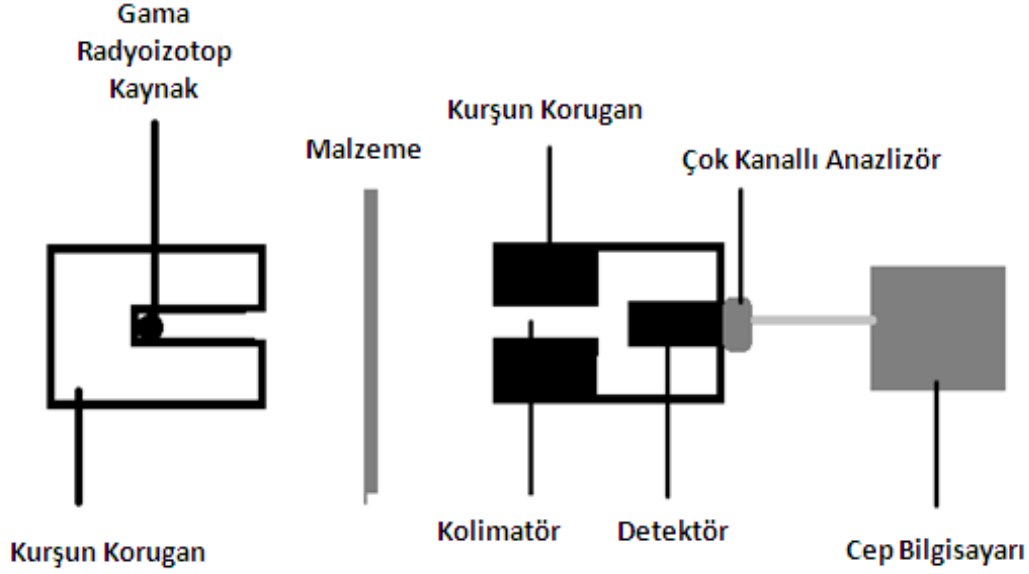 Gama
Radyoizotop
Kaynak
Kurşun Korugan
Malzeme
Çok Kanallı Anazlizör
Kolimatör
Detektör
Kurşun Korugan
Cep Bilgisayarı